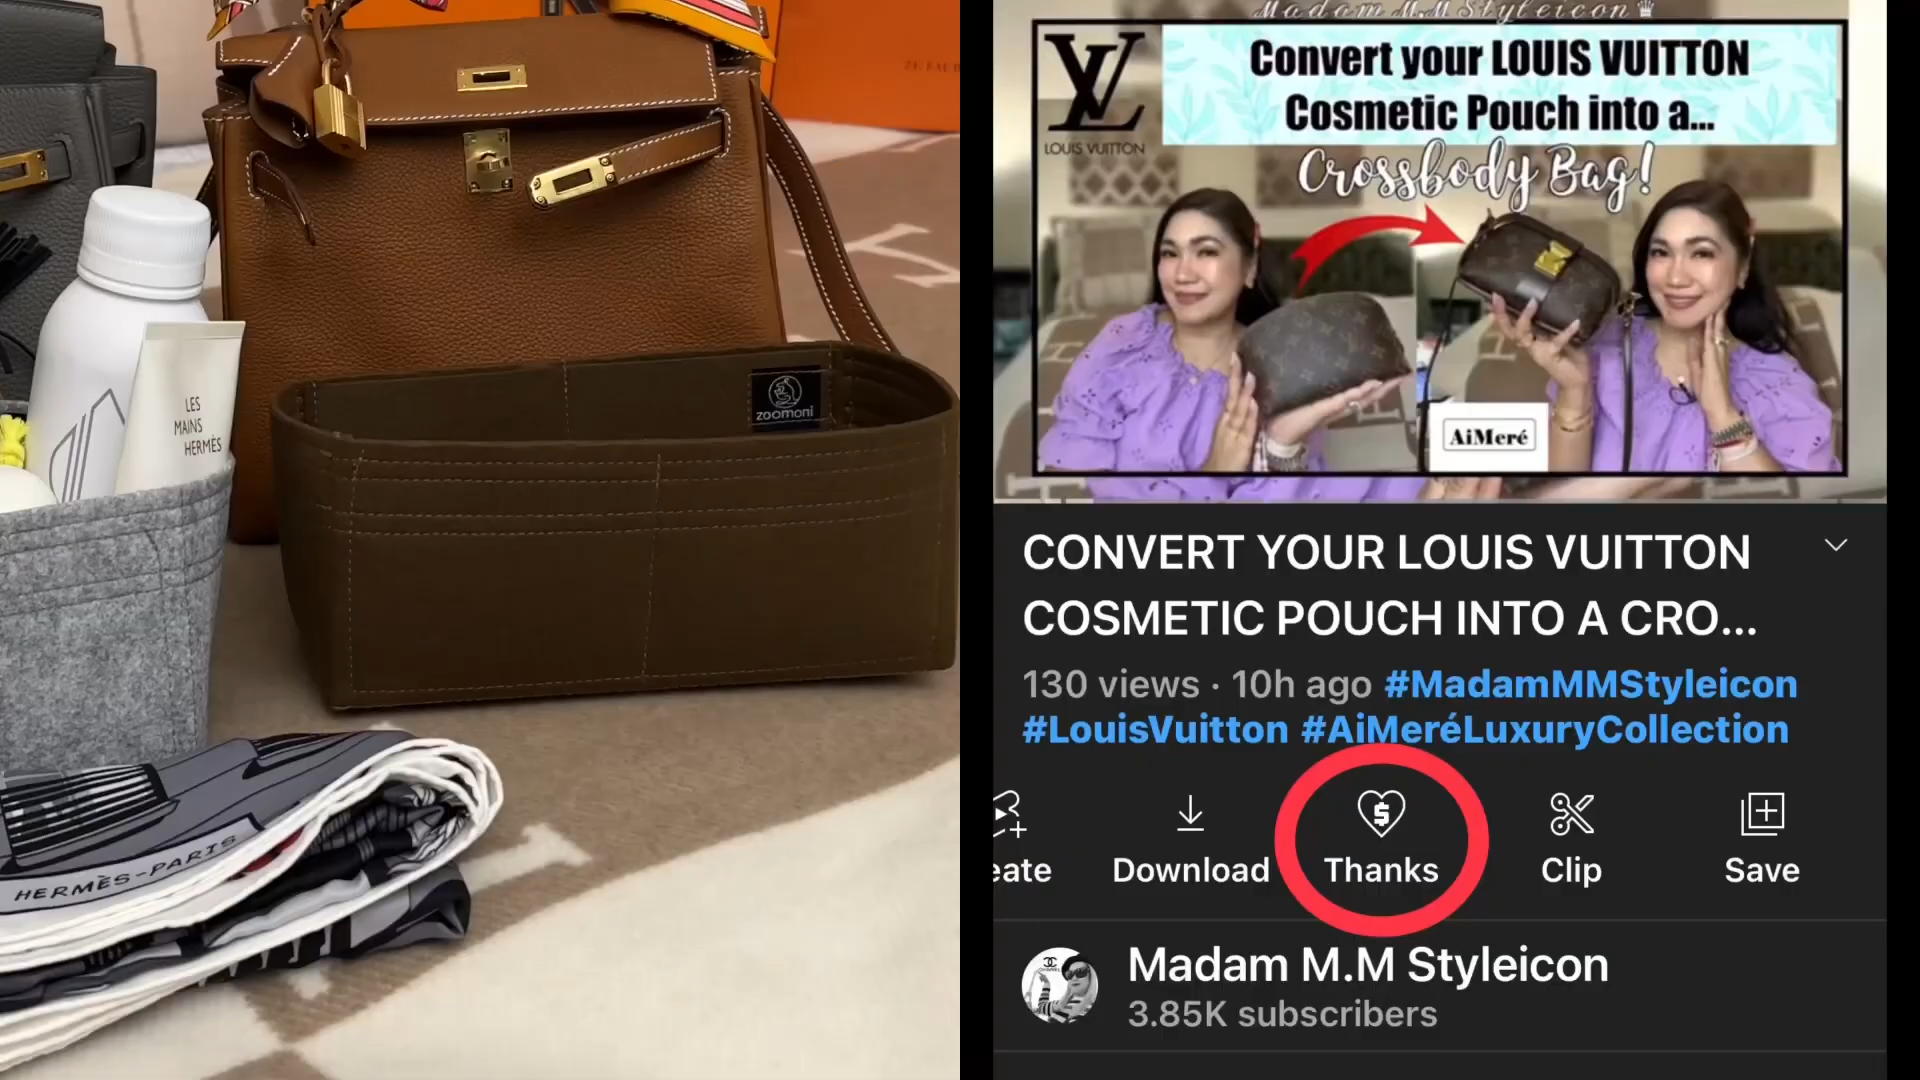 LES
MAINS
HERMÈS
zoomoni
HERMÈS-PARIS
Madam M.M Styleicon
LOUIS VUITTON
Convert your LOUIS VUITTON
Cosmetic Pouch into a...
Crossbody Bag!
AiMeré
CONVERT YOUR LOUIS VUITTON
COSMETIC POUCH INTO A CRO...
130 views · 10h ago #MadamMMStyleicon
#LouisVuitton #AiMeréLuxuryCollection
eate
Download
Thanks
Clip
Save
Madam M.M Styleicon
3.85K subscribers